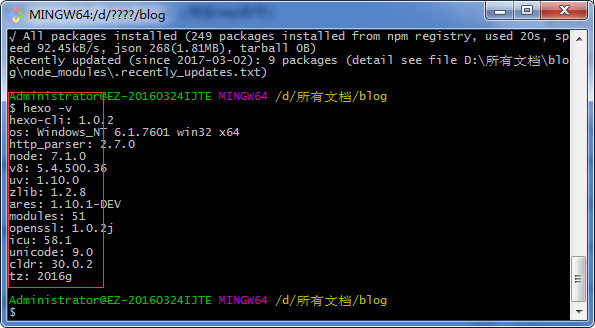 MINGW64:/d/????/blog
√ All packages installed (249 packages installed from npm registry, used 20s, sp
eed 92.45kB/s, json 268(1.81MB), tarball 0B)
Recently updated (since 2017-03-02): 9 packages (detail see file D:\所有文档\blo
g\node_modules\.recently_updates.txt)
Administrator@EZ-20160324IJTE MINGW64 /d/所有文档/blog
$ hexo -v
hexo-cli: 1.0.2
os: Windows_NT 6.1.7601 win32 x64
http_parser: 2.7.0
node: 7.1.0
v8: 5.4.500.36
uv: 1.10.0
zlib: 1.2.8
ares: 1.10.1-DEV
modules: 51
openssl: 1.0.2j
icu: 58.1
unicode: 9.0
cldr: 30.0.2
tz: 2016g
Administrator@EZ-20160324IJTE MINGW64 /d/所有文档/blog
$